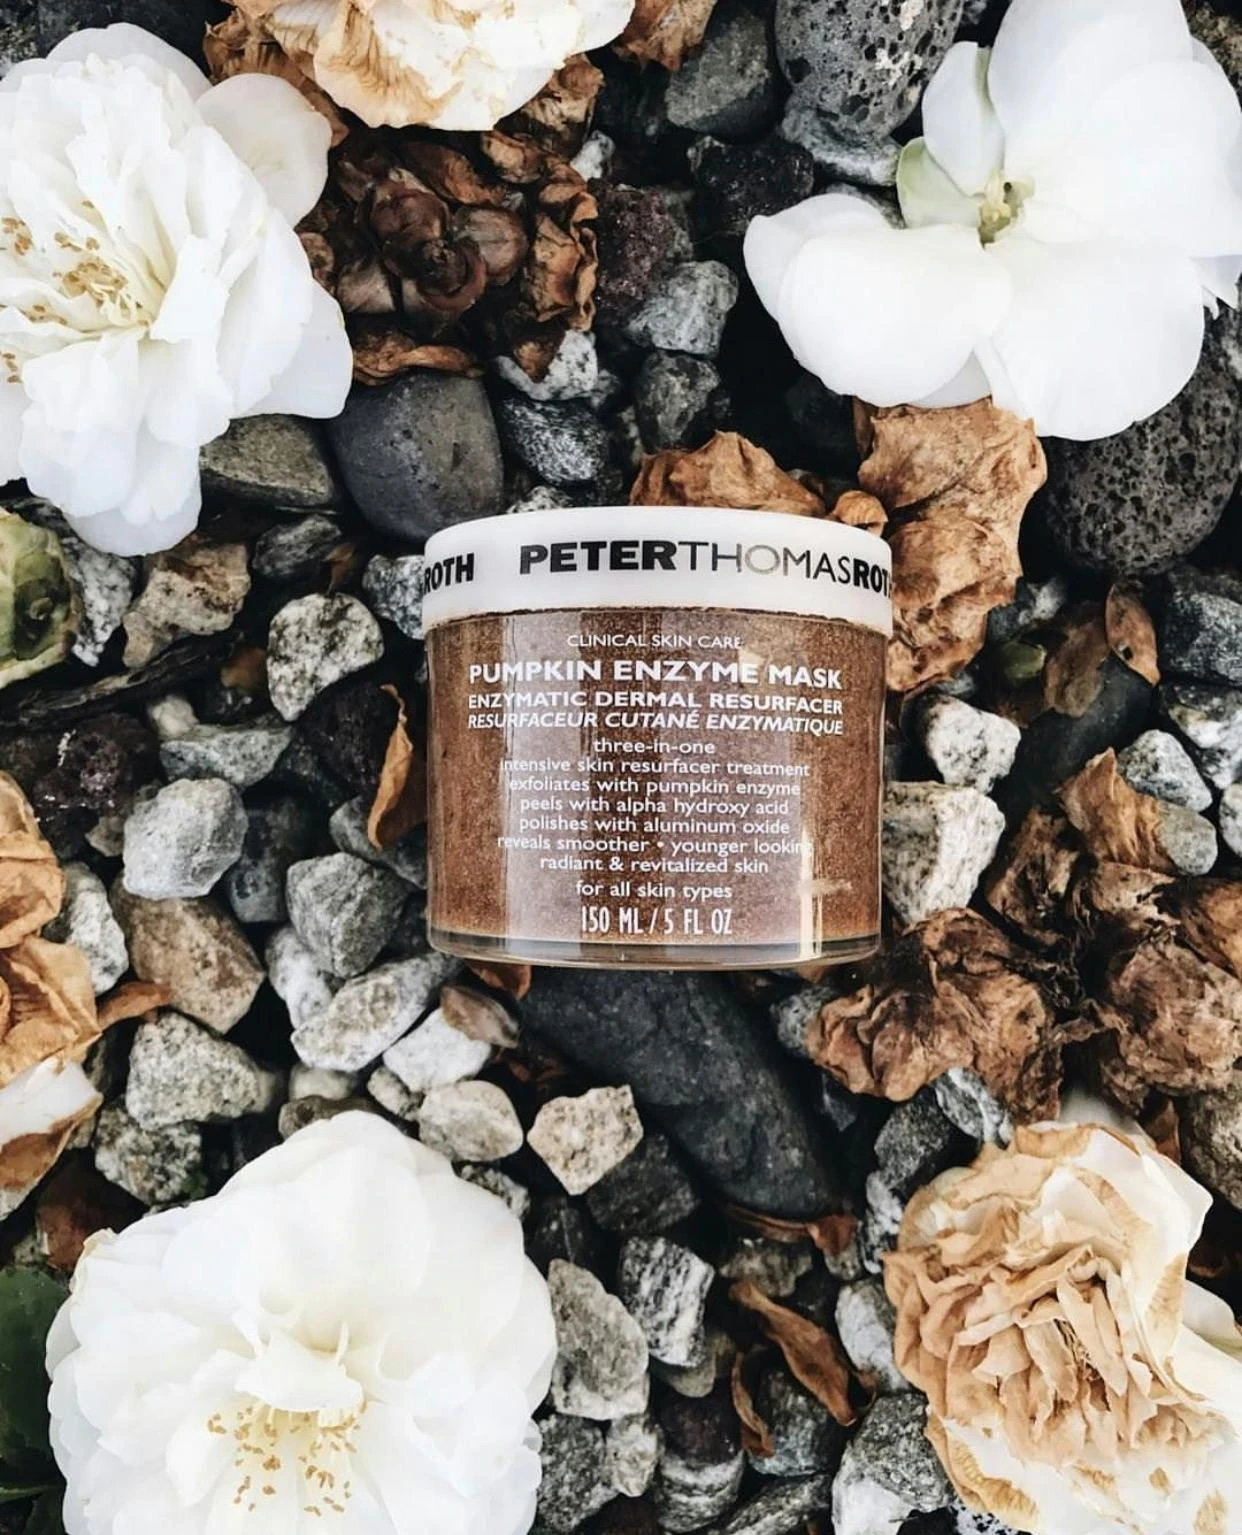 ROTH PETERTHOMASROTH
CLINICAL SKIN CARE
PUMPKIN ENZYME MASK
ENZYMATIC DERMAL RESURFACER
RESURFACEUR CUTANÉ ENZYMATIQUE
three-in-one
intensive skin resurfacer treatment
exfoliates with pumpkin enzyme
peels with alpha hydroxy acid
polishes with aluminum oxide
reveals smoother • younger looking
radiant & revitalized skin
for all skin types
150 ML / 5 FL OZ